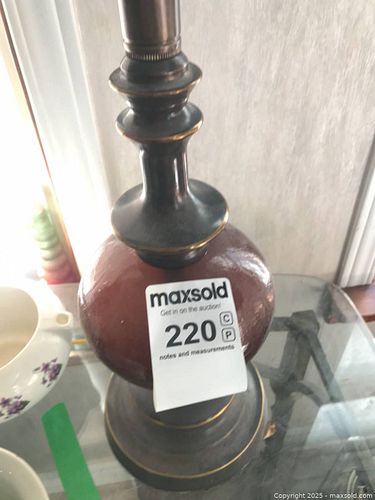 maxsold
Get in on the auction!
220
C
P
notes and measurements
Copyright © 2025 - maxsold.com